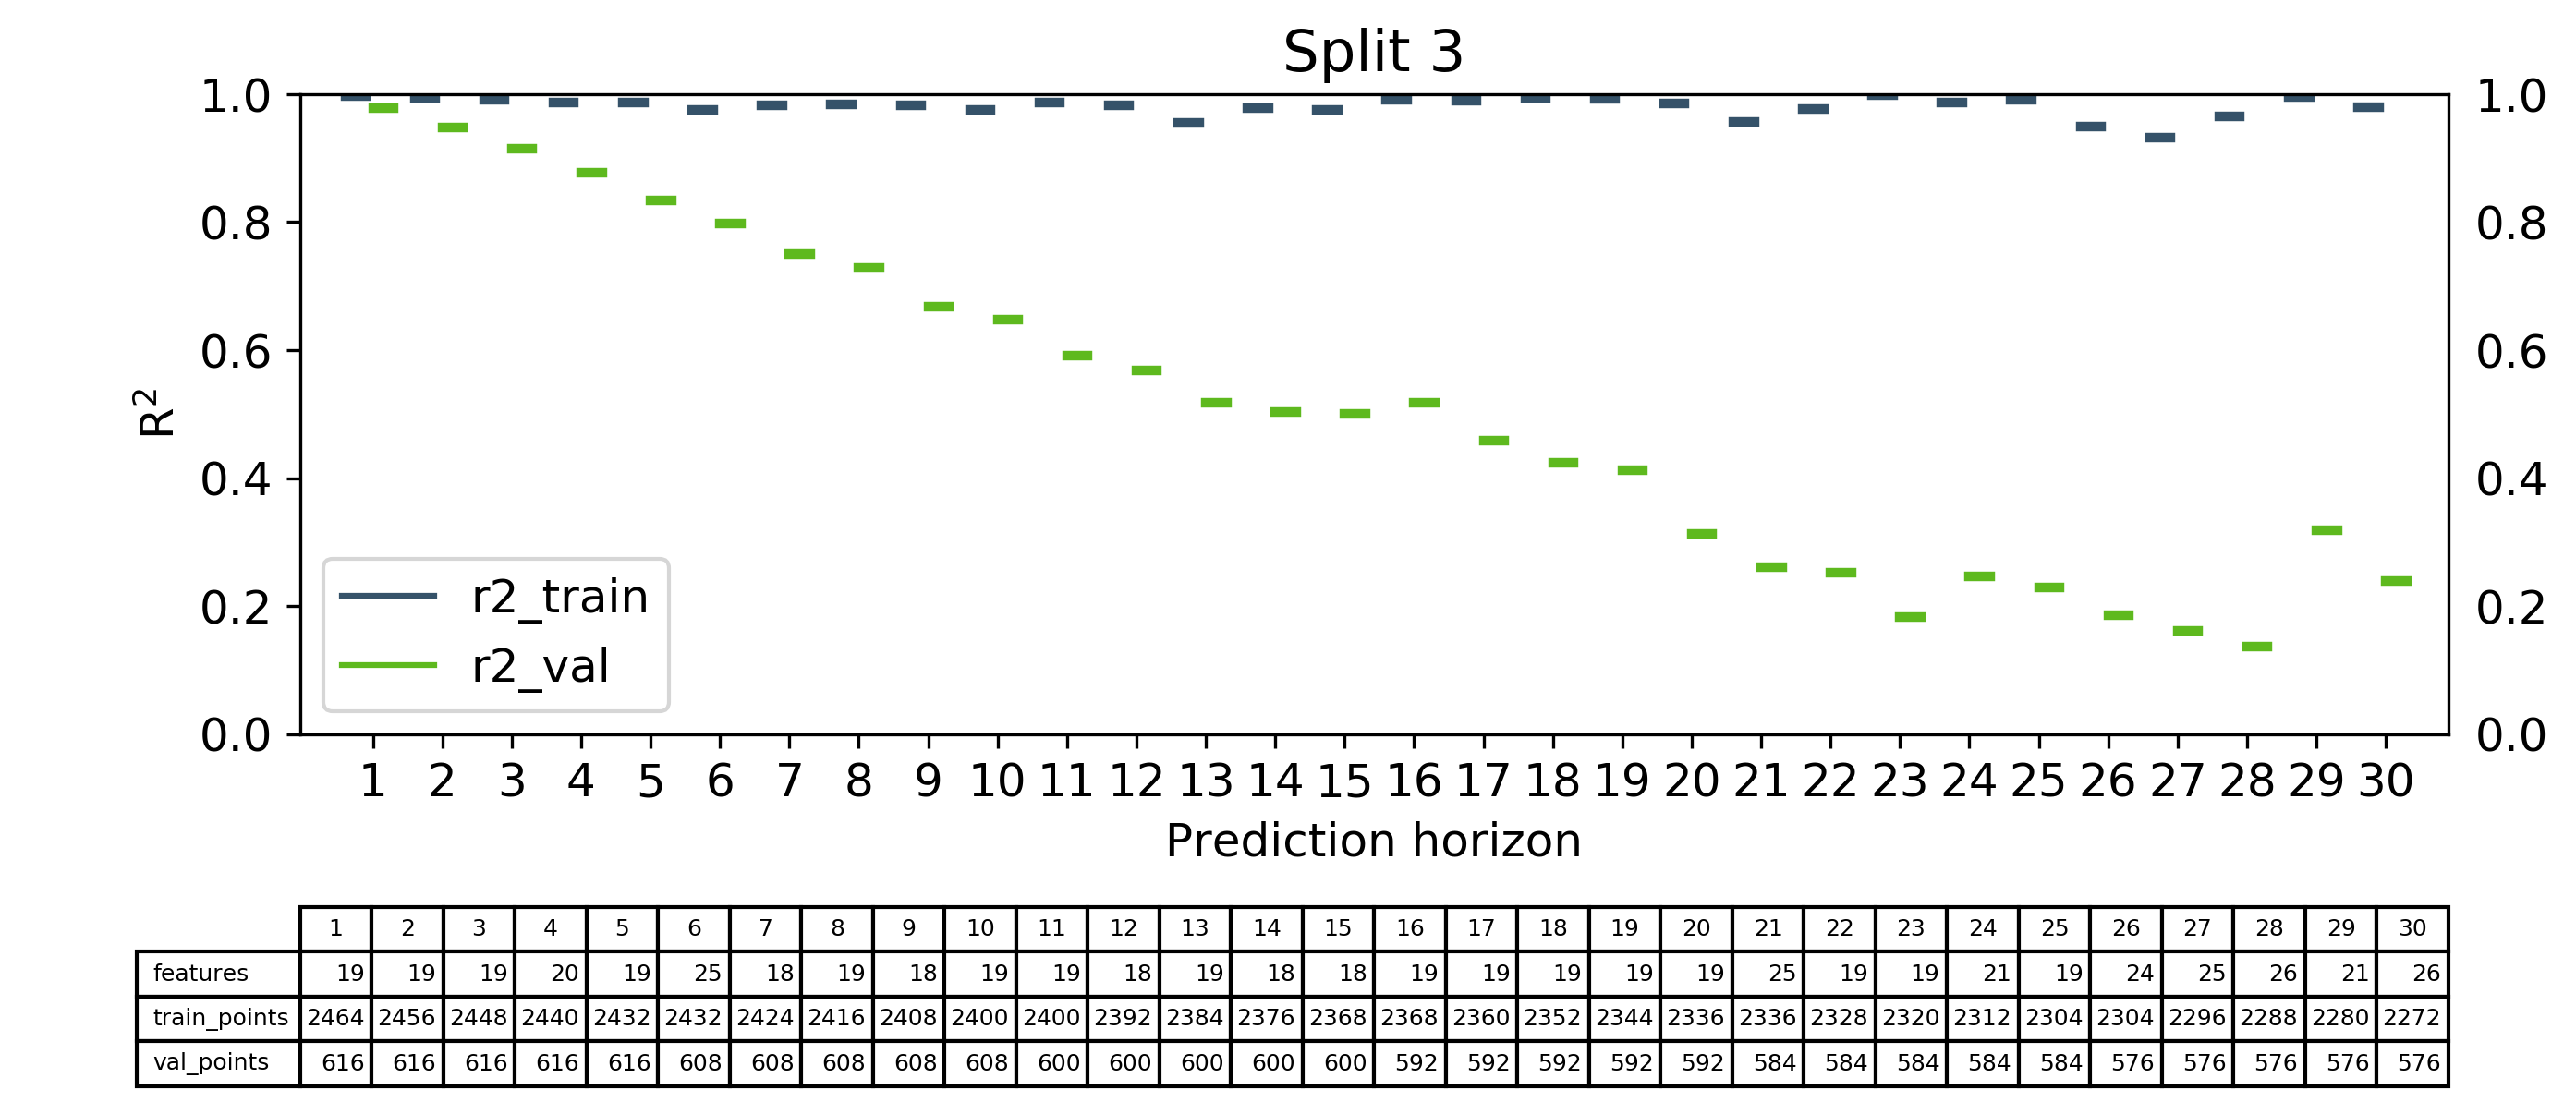 Split 3
1.0 1.0
0.8 0.8
0.6 0.6
0.4 0.4
0.2 0.2
0.0 0.0
R²
r2_train
r2_val
1 2 3 4 5 6 7 8 9 10 11 12 13 14 15 16 17 18 19 20 21 22 23 24 25 26 27 28 29 30
Prediction horizon
1 2 3 4 5 6 7 8 9 10 11 12 13 14 15 16 17 18 19 20 21 22 23 24 25 26 27 28 29 30
features 19 19 19 20 19 25 18 19 18 19 19 18 19 18 18 19 19 19 19 19 25 19 19 21 19 24 25 26 21 26
train_points 2464 2456 2448 2440 2432 2432 2424 2416 2408 2400 2400 2392 2384 2376 2368 2368 2360 2352 2344 2336 2336 2328 2320 2312 2304 2304 2296 2288 2280 2272
val_points 616 616 616 616 616 608 608 608 608 608 600 600 600 600 600 592 592 592 592 592 584 584 584 584 584 576 576 576 576 576